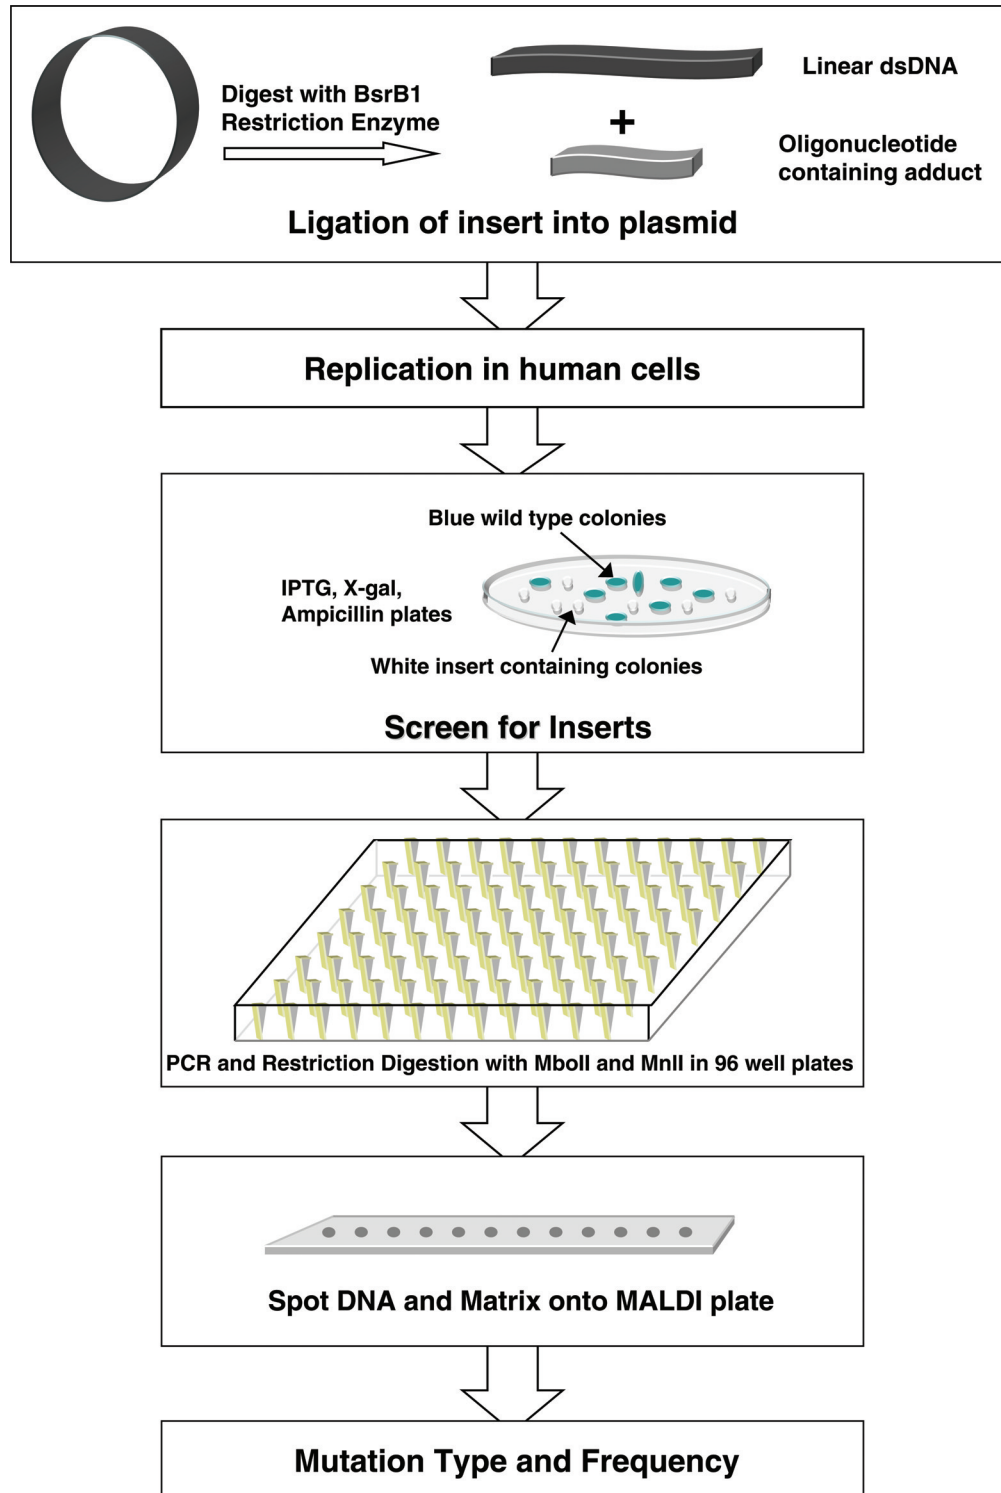 Digest with BsrB1
Restriction Enzyme
Linear dsDNA
+
Oligonucleotide
containing adduct
Ligation of insert into plasmid
Replication in human cells
Blue wild type colonies
IPTG, X-gal,
Ampicillin plates
White insert containing colonies
Screen for Inserts
PCR and Restriction Digestion with MboII and MnlI in 96 well plates
Spot DNA and Matrix onto MALDI plate
Mutation Type and Frequency